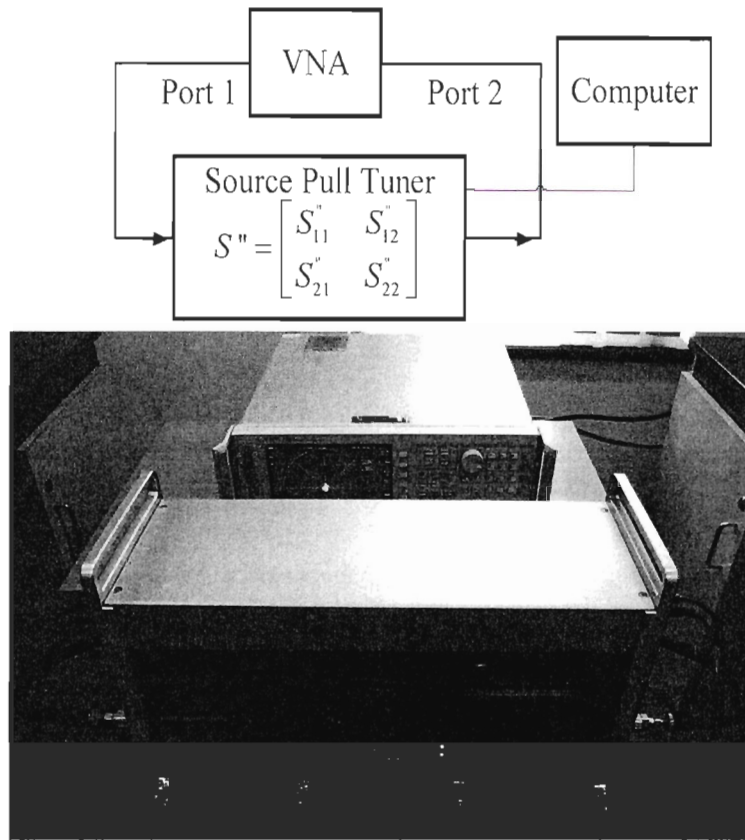 VNA
Port 1
Port 2
Computer
Source Pull Tuner
S" = [ S"11 S"12
S"21 S"22 ]